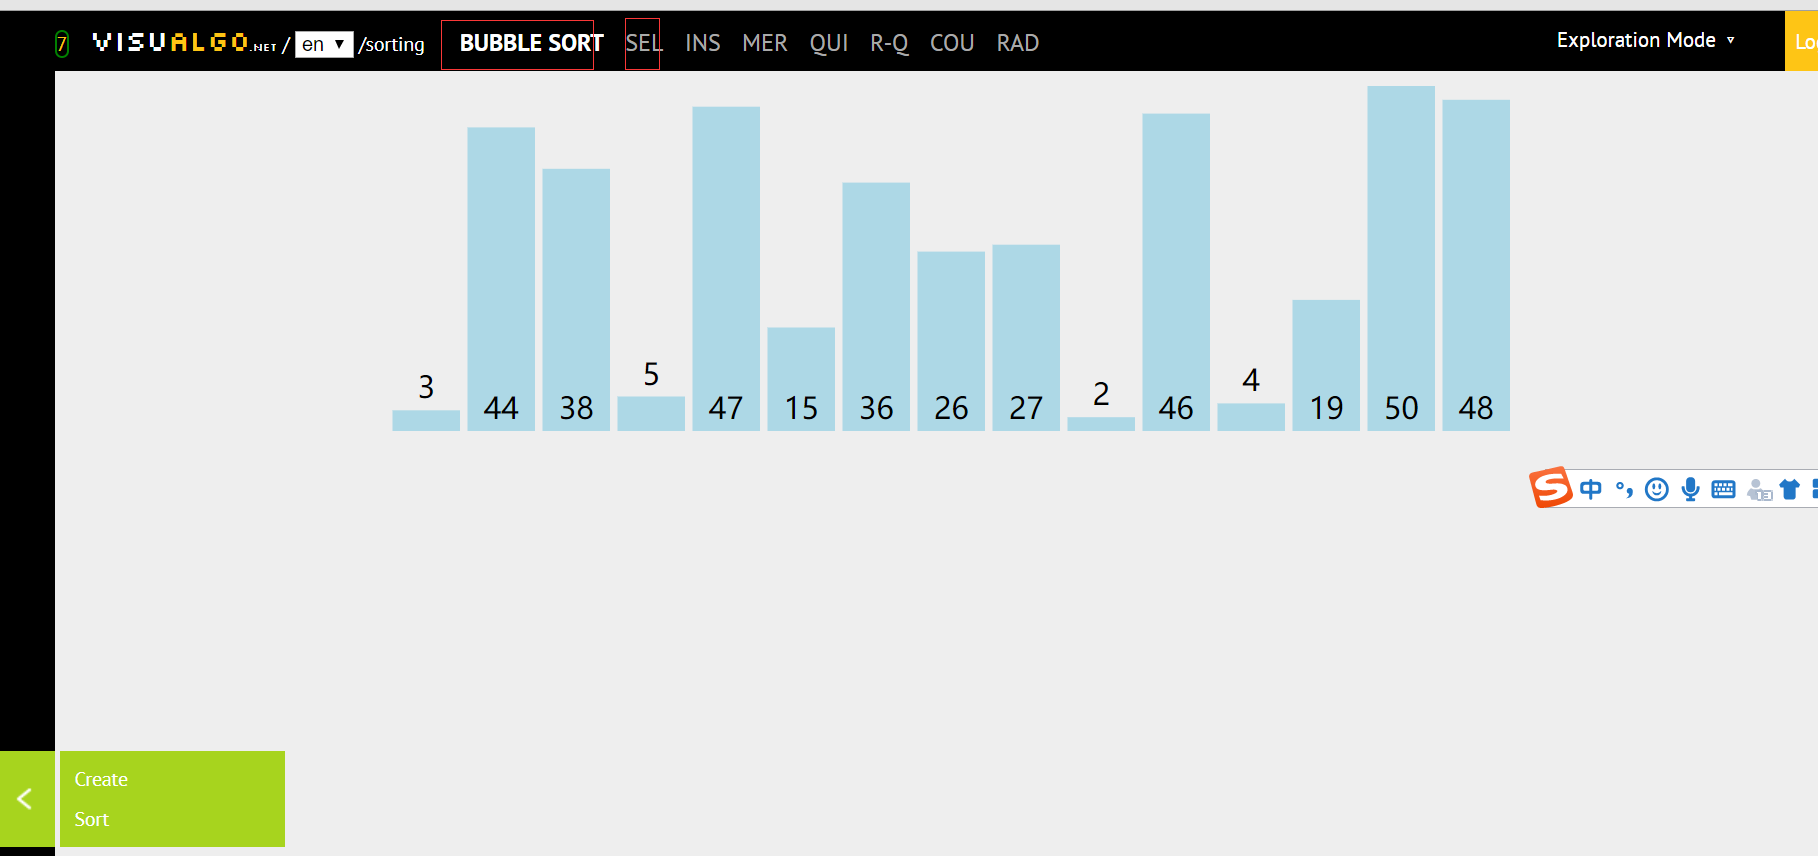 7 VISUALGO.NET / en ▼ /sorting BUBBLE SORT SEL INS MER QUI R-Q COU RAD Exploration Mode ▿ Lo
3 44 38 5 47 15 36 26 27 2 46 4 19 50 48
S 中 °,
< Create
Sort